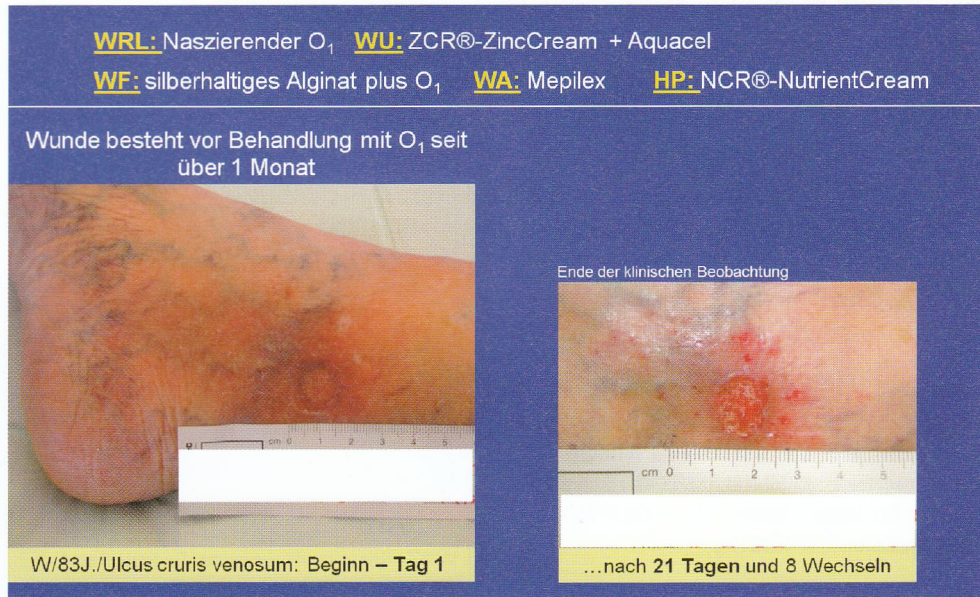 WRL: Naszierender O₁ WU: ZCR®-ZincCream + Aquacel
WF: silberhaltiges Alginat plus O₁ WA: Mepilex HP: NCR®-NutrientCream
Wunde besteht vor Behandlung mit O₁ seit
über 1 Monat
Ende der klinischen Beobachtung
cm 0 1 2 3 4 5
cm 0 1 2 3 4 5
W/83J./Ulcus cruris venosum: Beginn – Tag 1
...nach 21 Tagen und 8 Wechseln